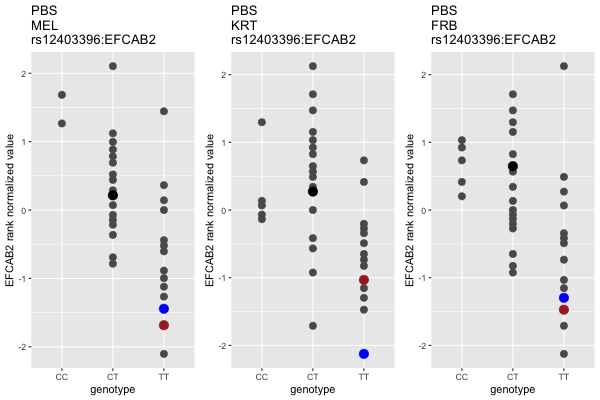 PBS
MEL
rs12403396:EFCAB2
EFCAB2 rank normalized value
2
1
0
-1
-2
CC
CT
TT
genotype
PBS
KRT
rs12403396:EFCAB2
EFCAB2 rank normalized value
2
1
0
-1
-2
CC
CT
TT
genotype
PBS
FRB
rs12403396:EFCAB2
EFCAB2 rank normalized value
2
1
0
-1
-2
CC
CT
TT
genotype